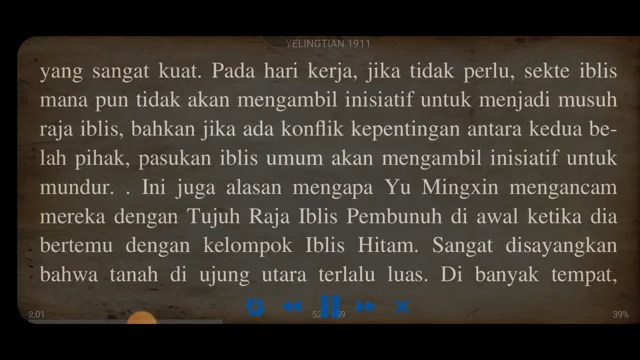 YELINGTIAN 1911
yang sangat kuat. Pada hari kerja, jika tidak perlu, sekte iblis
mana pun tidak akan mengambil inisiatif untuk menjadi musuh
raja iblis, bahkan jika ada konflik kepentingan antara kedua be-
lah pihak, pasukan iblis umum akan mengambil inisiatif untuk
mundur. . Ini juga alasan mengapa Yu Mingxin mengancam
mereka dengan Tujuh Raja Iblis Pembunuh di awal ketika dia
bertemu dengan kelompok Iblis Hitam. Sangat disayangkan
bahwa tanah di ujung utara terlalu luas. Di banyak tempat,
2:01
39%